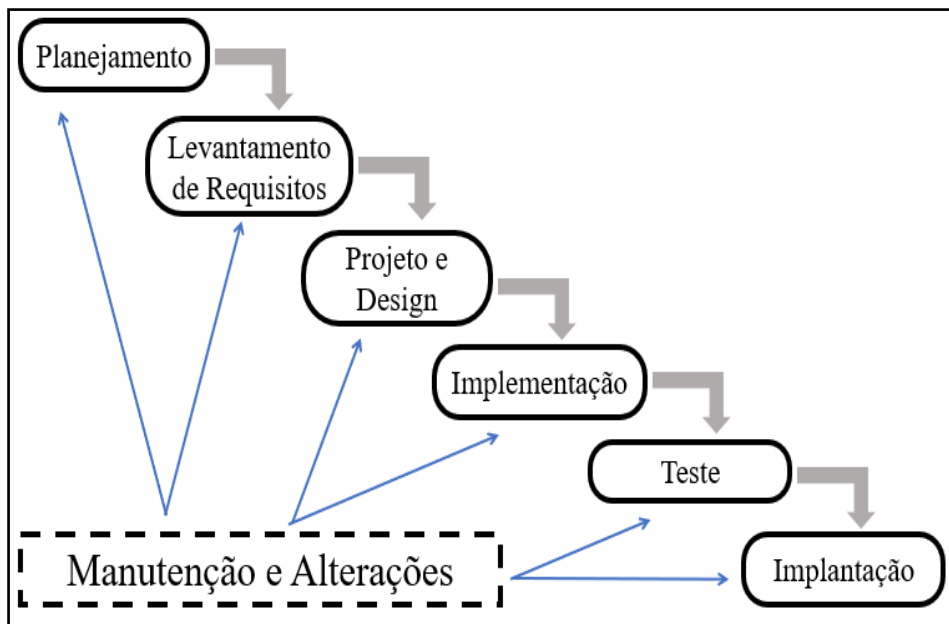 Planejamento
Levantamento
de Requisitos
Projeto e
Design
Implementação
Teste
Manutenção e Alterações
Implantação